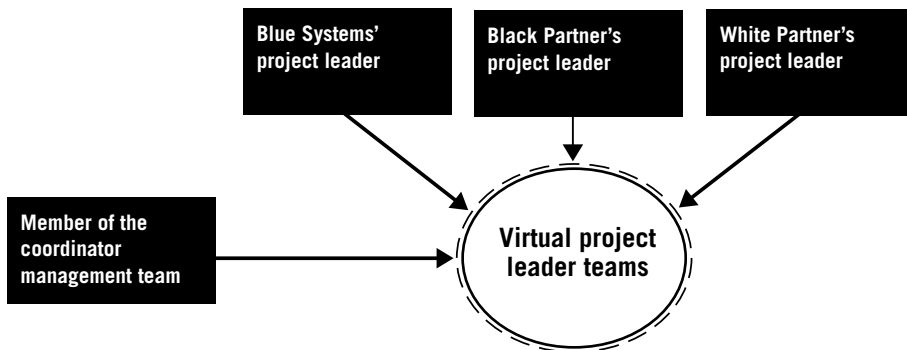 Blue Systems’
project leader
Black Partner’s
project leader
White Partner’s
project leader
Member of the
coordinator
management team
Virtual project
leader teams